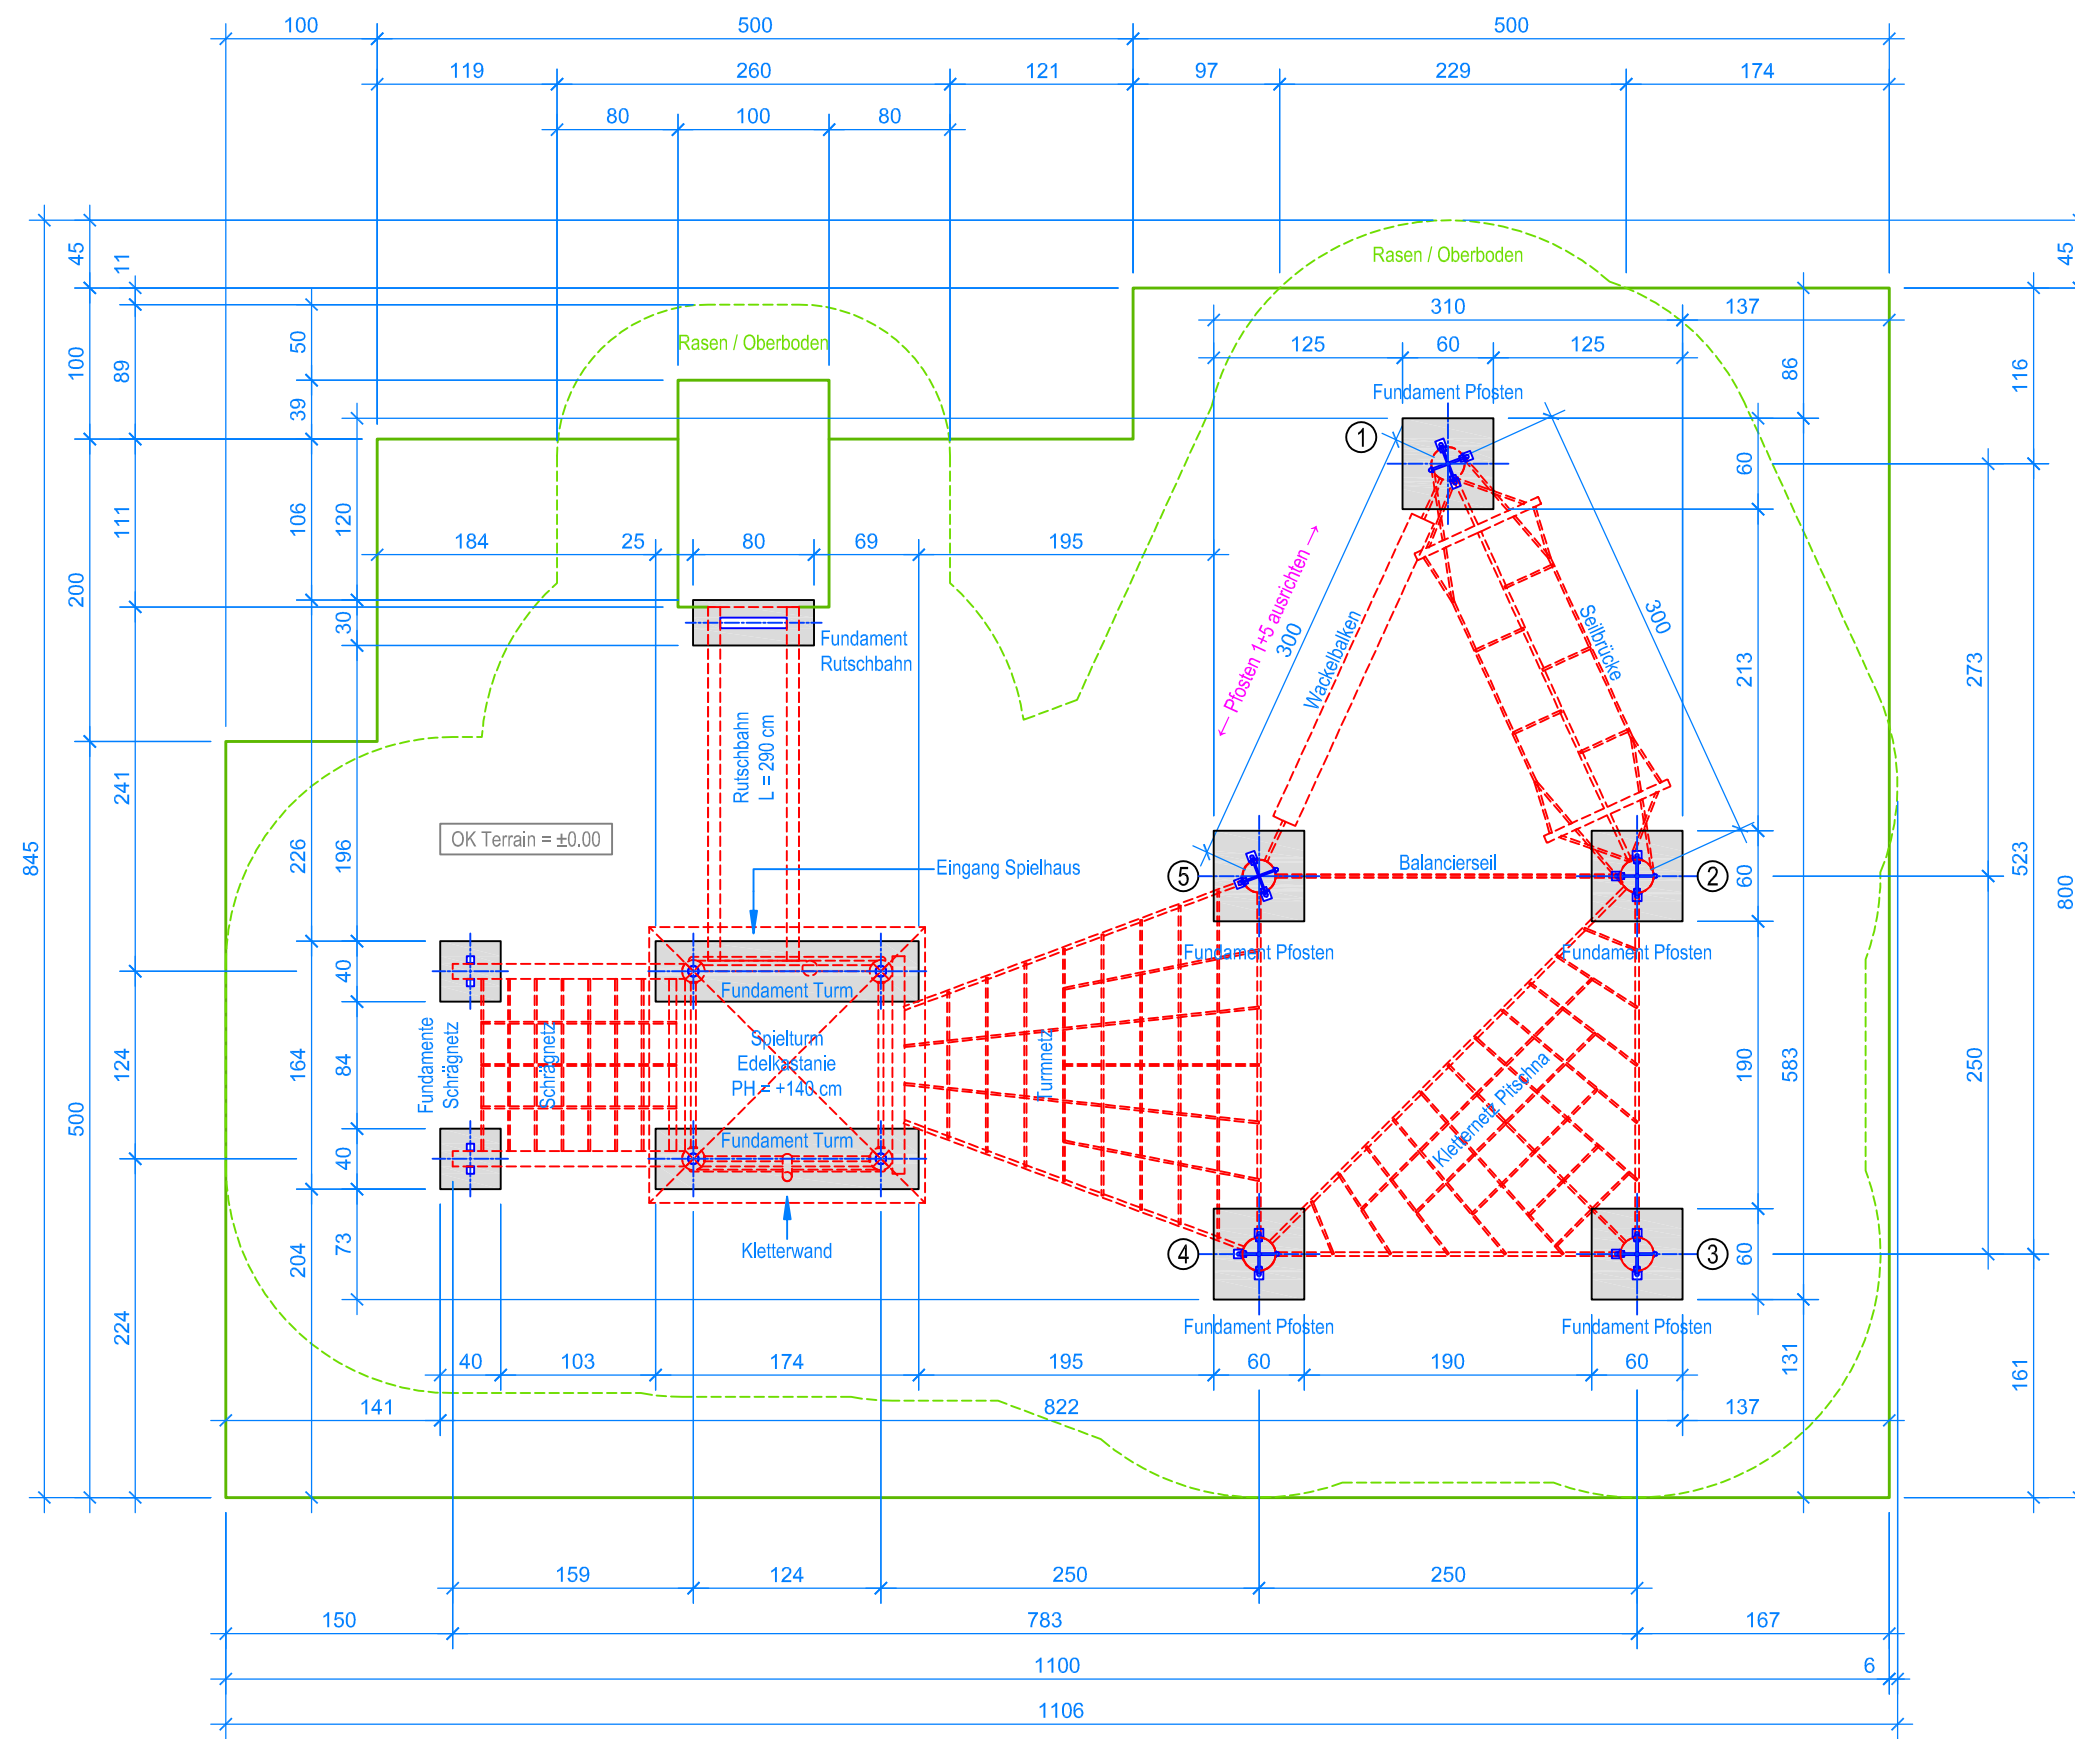 100 500 500
119 260 121 97 229 174
80 100 80
45
11
45
Rasen / Oberboden
310 137
Rasen / Oberboden
50
100
89
125 60 125
86
116
Fundament Pfosten
39
1
60
111
106
120
184 25 80 69 195
← Pfosten 1+5 ausrichten →
300
Wackelbalken
Seilbrücke
300
200
30
Fundament
Rutschbahn
213
273
Rutschbahn
L = 290 cm
241
OK Terrain = ±0.00
845
226
196
Eingang Spielhaus
5
Balancierseil
2
60
523
800
Fundament Pfosten
Fundament Pfosten
40
Fundament Turm
Fundamente
Schrägnetz
Schrägnetz
Spielturm
Edelkastanie
PH = +140 cm
Turmnetz
Kletternetz Pitschna
124
164
84
500
190
583
250
Fundament Turm
40
204
73
Kletterwand
4
3
60
224
Fundament Pfosten
Fundament Pfosten
40 103 174 195 60 190 60
131
161
141 822 137
159 124 250 250
150 783 167
1100 6
1106